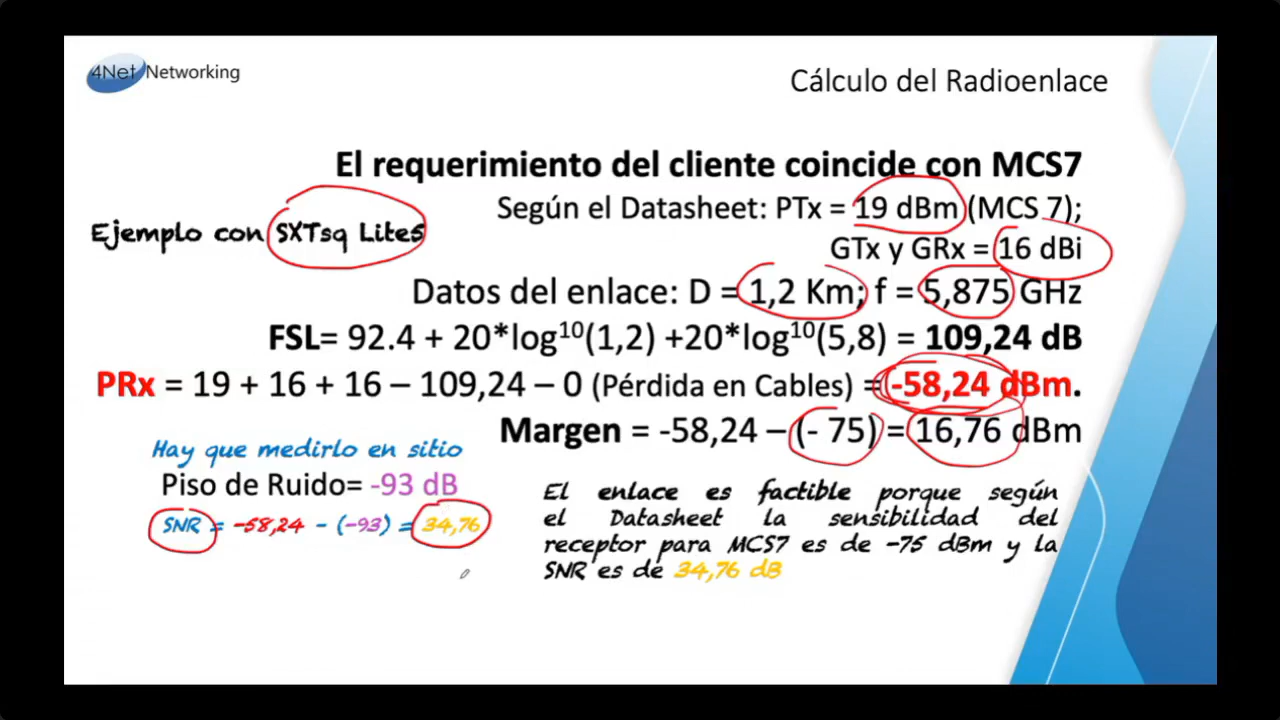 4Net Networking
Cálculo del Radioenlace
El requerimiento del cliente coincide con MCS7
Según el Datasheet: PTx = 19 dBm (MCS 7);
Ejemplo con SXTsq Lite5
GTx y GRx = 16 dBi
Datos del enlace: D = 1,2 Km; f = 5,875 GHz
FSL= 92.4 + 20*log10(1,2) +20*log10(5,8) = 109,24 dB
PRx = 19 + 16 + 16 – 109,24 – 0 (Pérdida en Cables) = -58,24 dBm.
Margen = -58,24 – (- 75) = 16,76 dBm
Hay que medirlo en sitio
Piso de Ruido= -93 dB
SNR = -58,24 - (-93) = 34,76
El enlace es factible porque según
el Datasheet la sensibilidad del
receptor para MCS7 es de -75 dBm y la
SNR es de 34,76 dB